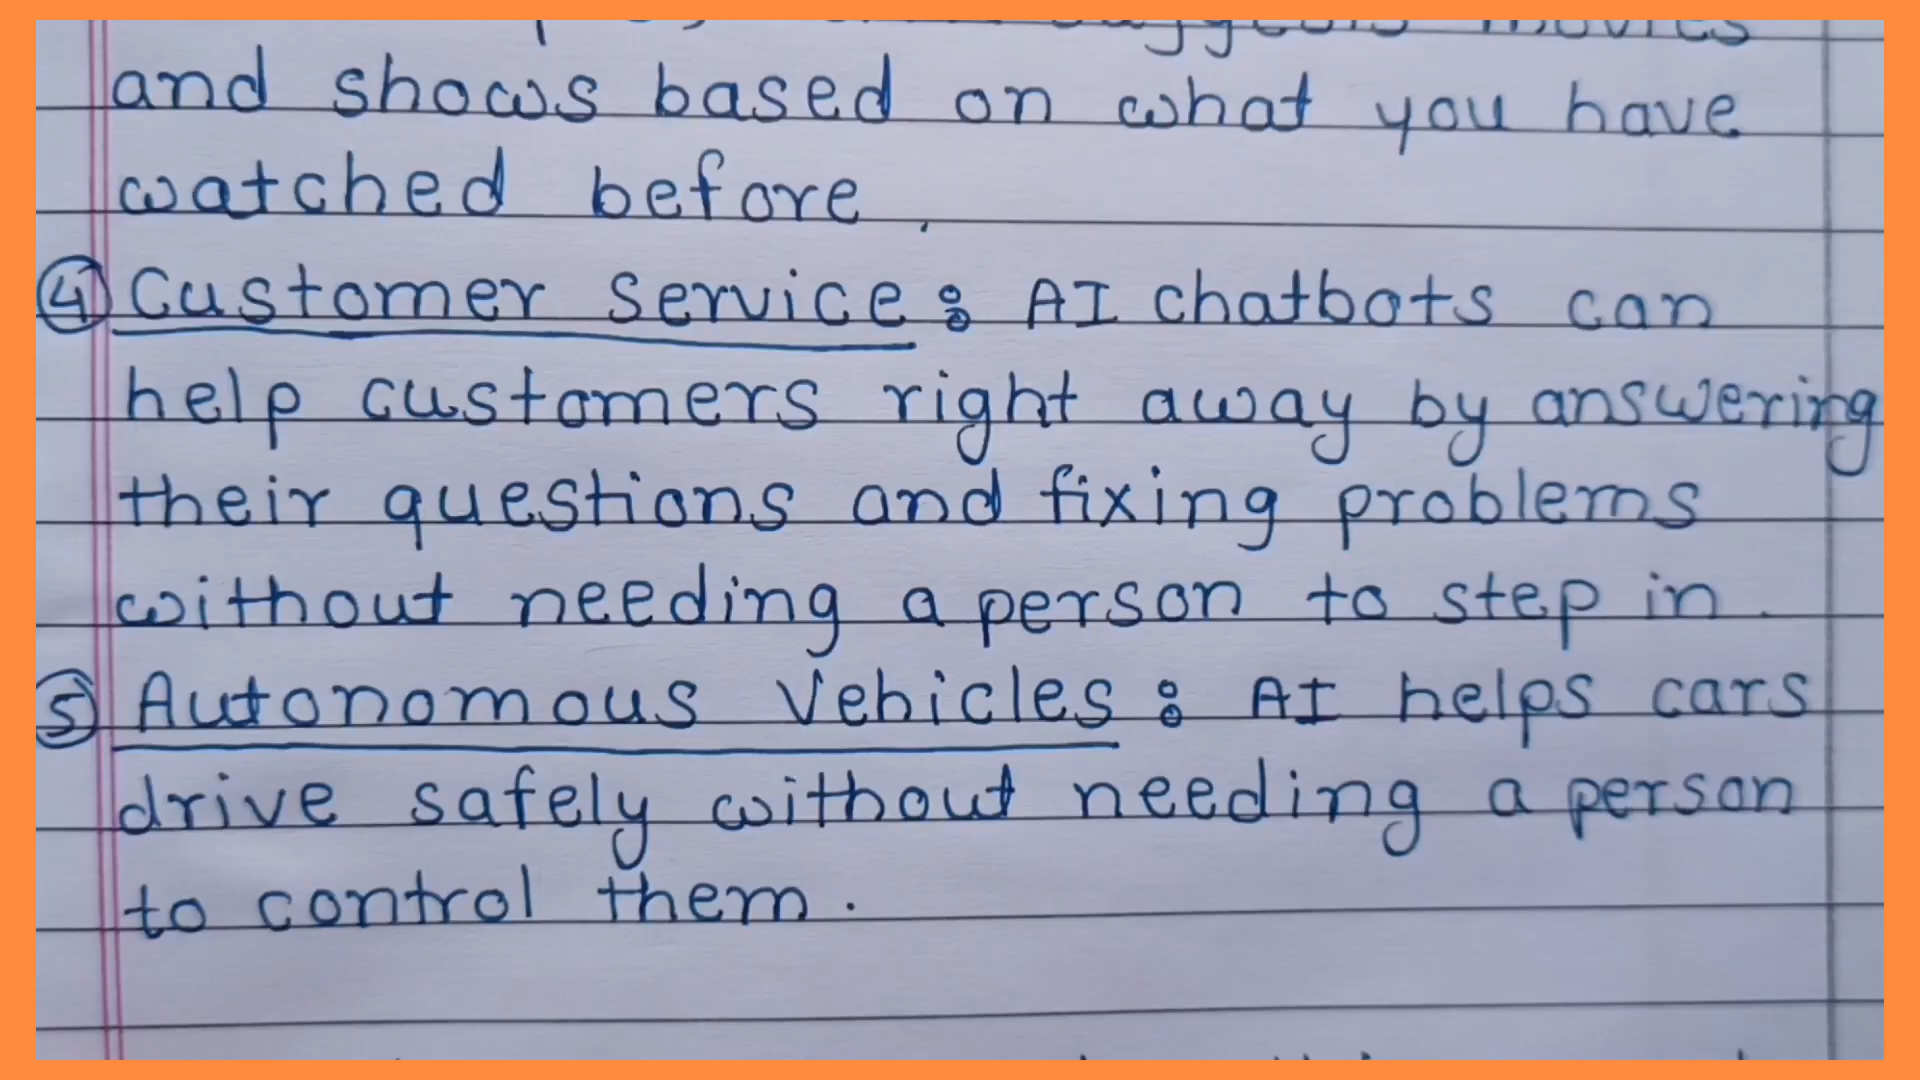 suggests movies
and shows based on what you have
watched before.
④ Customer Service: AI chatbots can
help customers right away by answering
their questions and fixing problems
without needing a person to step in.
⑤ Autonomous Vehicles: AI helps cars
drive safely without needing a person
to control them.